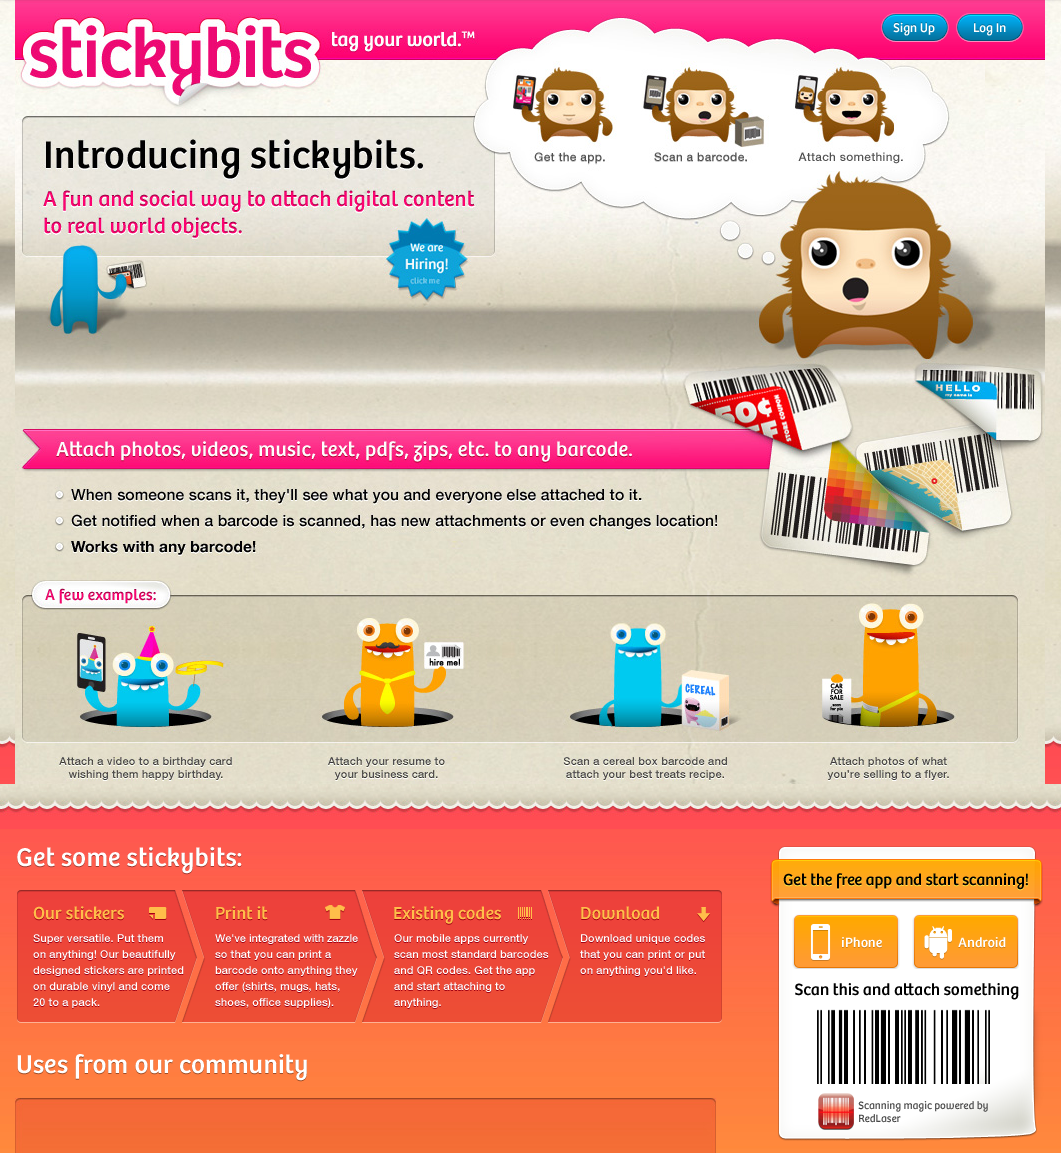 stickybits
tag your world.™
Sign Up
Log In
Get the app.
Scan a barcode.
Attach something.
Introducing stickybits.
A fun and social way to attach digital content
to real world objects.
We are
Hiring!
click me
50¢
STORE COUPON
HELLO
my name is
Attach photos, videos, music, text, pdfs, zips, etc. to any barcode.
When someone scans it, they'll see what you and everyone else attached to it.
Get notified when a barcode is scanned, has new attachments or even changes location!
Works with any barcode!
A few examples:
hire me!
CEREAL
CAR
FOR
SALE
scan
for pix
Attach a video to a birthday card
wishing them happy birthday.
Attach your resume to
your business card.
Scan a cereal box barcode and
attach your best treats recipe.
Attach photos of what
you're selling to a flyer.
Get some stickybits:
Our stickers
Super versatile. Put them
on anything! Our beautifully
designed stickers are printed
on durable vinyl and come
20 to a pack.
Print it
We've integrated with zazzle
so that you can print a
barcode onto anything they
offer (shirts, mugs, hats,
shoes, office supplies).
Existing codes
Our mobile apps currently
scan most standard barcodes
and QR codes. Get the app
and start attaching to
anything.
Download
Download unique codes
that you can print or put
on anything you'd like.
Get the free app and start scanning!
iPhone
Android
Scan this and attach something
Scanning magic powered by
RedLaser
Uses from our community